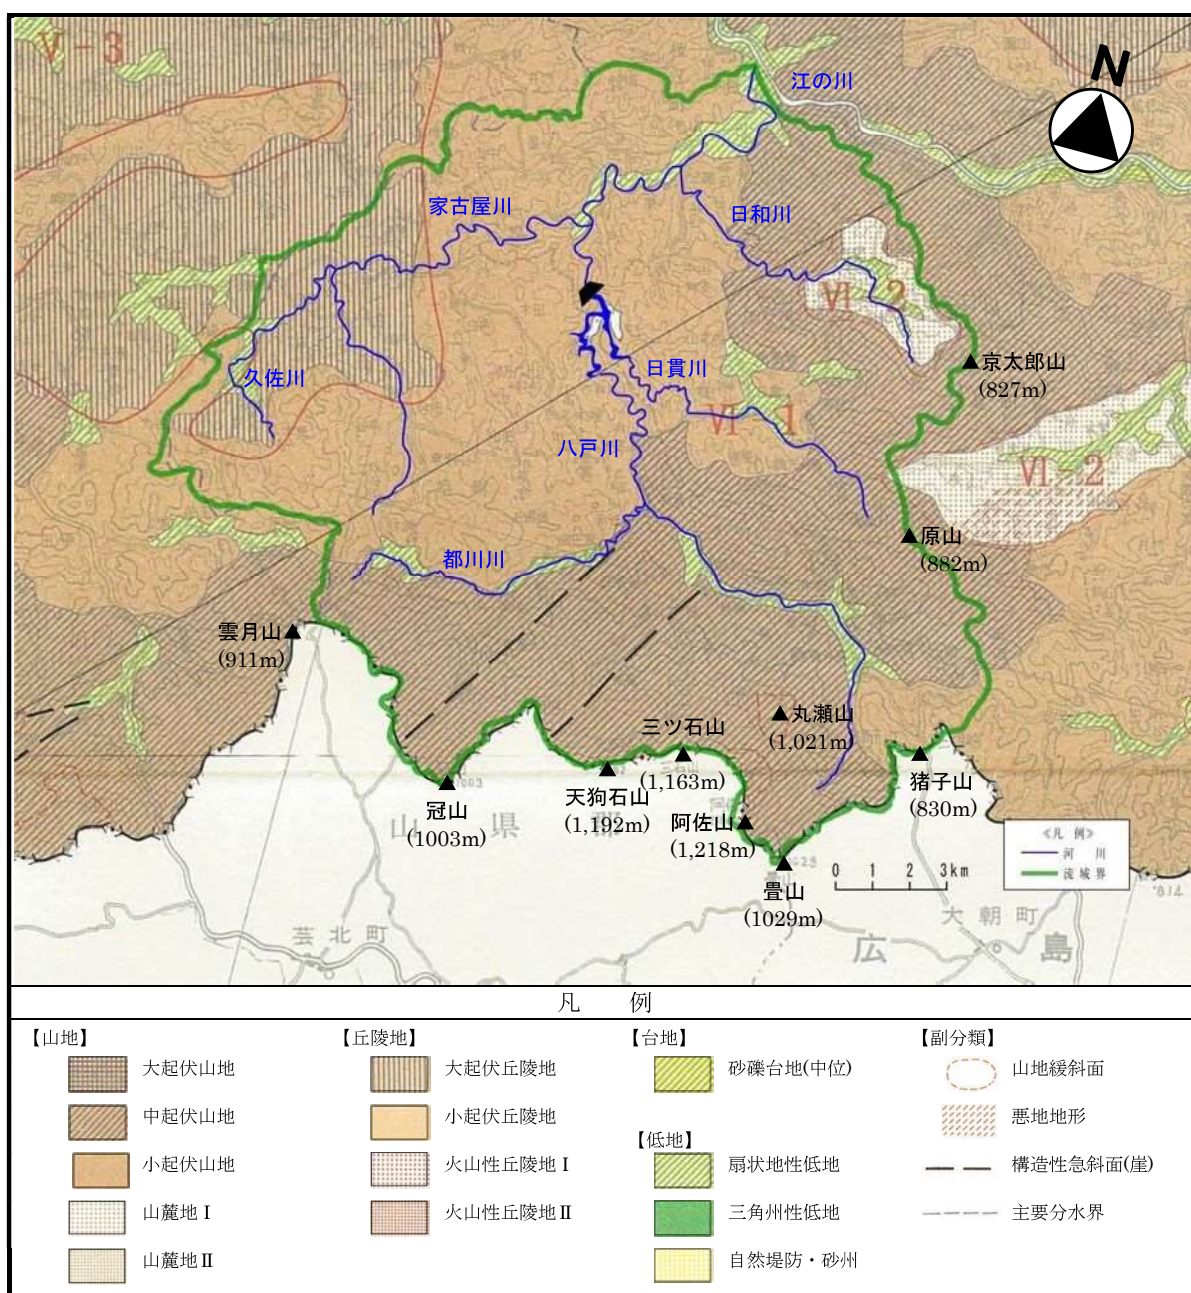 V-3
N
江の川
家古屋川
日和川
VI-2
京太郎山
(827m)
久佐川
日貫川
VI-1
八戸川
VI-2
原山
(882m)
都川川
雲月山
(911m)
丸瀬山
(1,021m)
三ツ石山
(1,163m)
冠山
(1003m)
天狗石山
(1,192m)
阿佐山
(1,218m)
畳山
(1029m)
猪子山
(830m)
山県郡
芸北町
大朝町
広島
0 1 2 3km
≪凡 例≫
河 川
流域界
凡 例
【山地】
大起伏山地
中起伏山地
小起伏山地
山麓地Ⅰ
山麓地Ⅱ
【丘陵地】
大起伏丘陵地
小起伏丘陵地
火山性丘陵地Ⅰ
火山性丘陵地Ⅱ
【台地】
砂礫台地(中位)
【低地】
扇状地性低地
三角州性低地
自然堤防・砂州
【副分類】
山地緩斜面
悪地地形
構造性急斜面(崖)
主要分水界